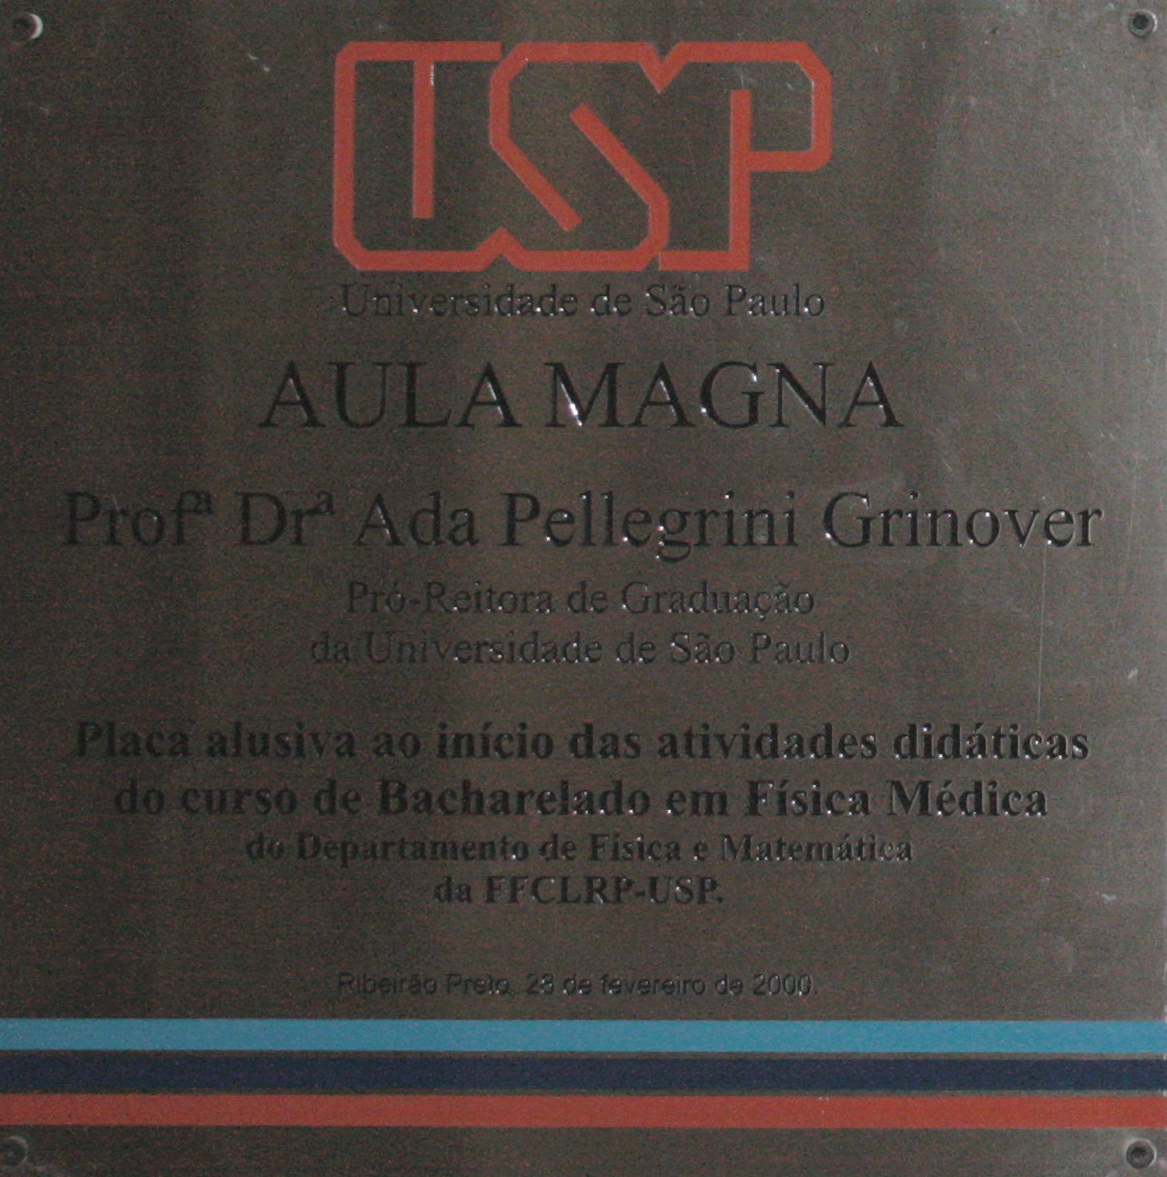 USP
Universidade de São Paulo
AULA MAGNA
Profª Drª Ada Pellegrini Grinover
Pró-Reitora de Graduação
da Universidade de São Paulo
Placa alusiva ao início das atividades didáticas
do curso de Bacharelado em Física Médica
do Departamento de Física e Matemática
da FFCLRP-USP.
Ribeirão Preto, 28 de fevereiro de 2000.